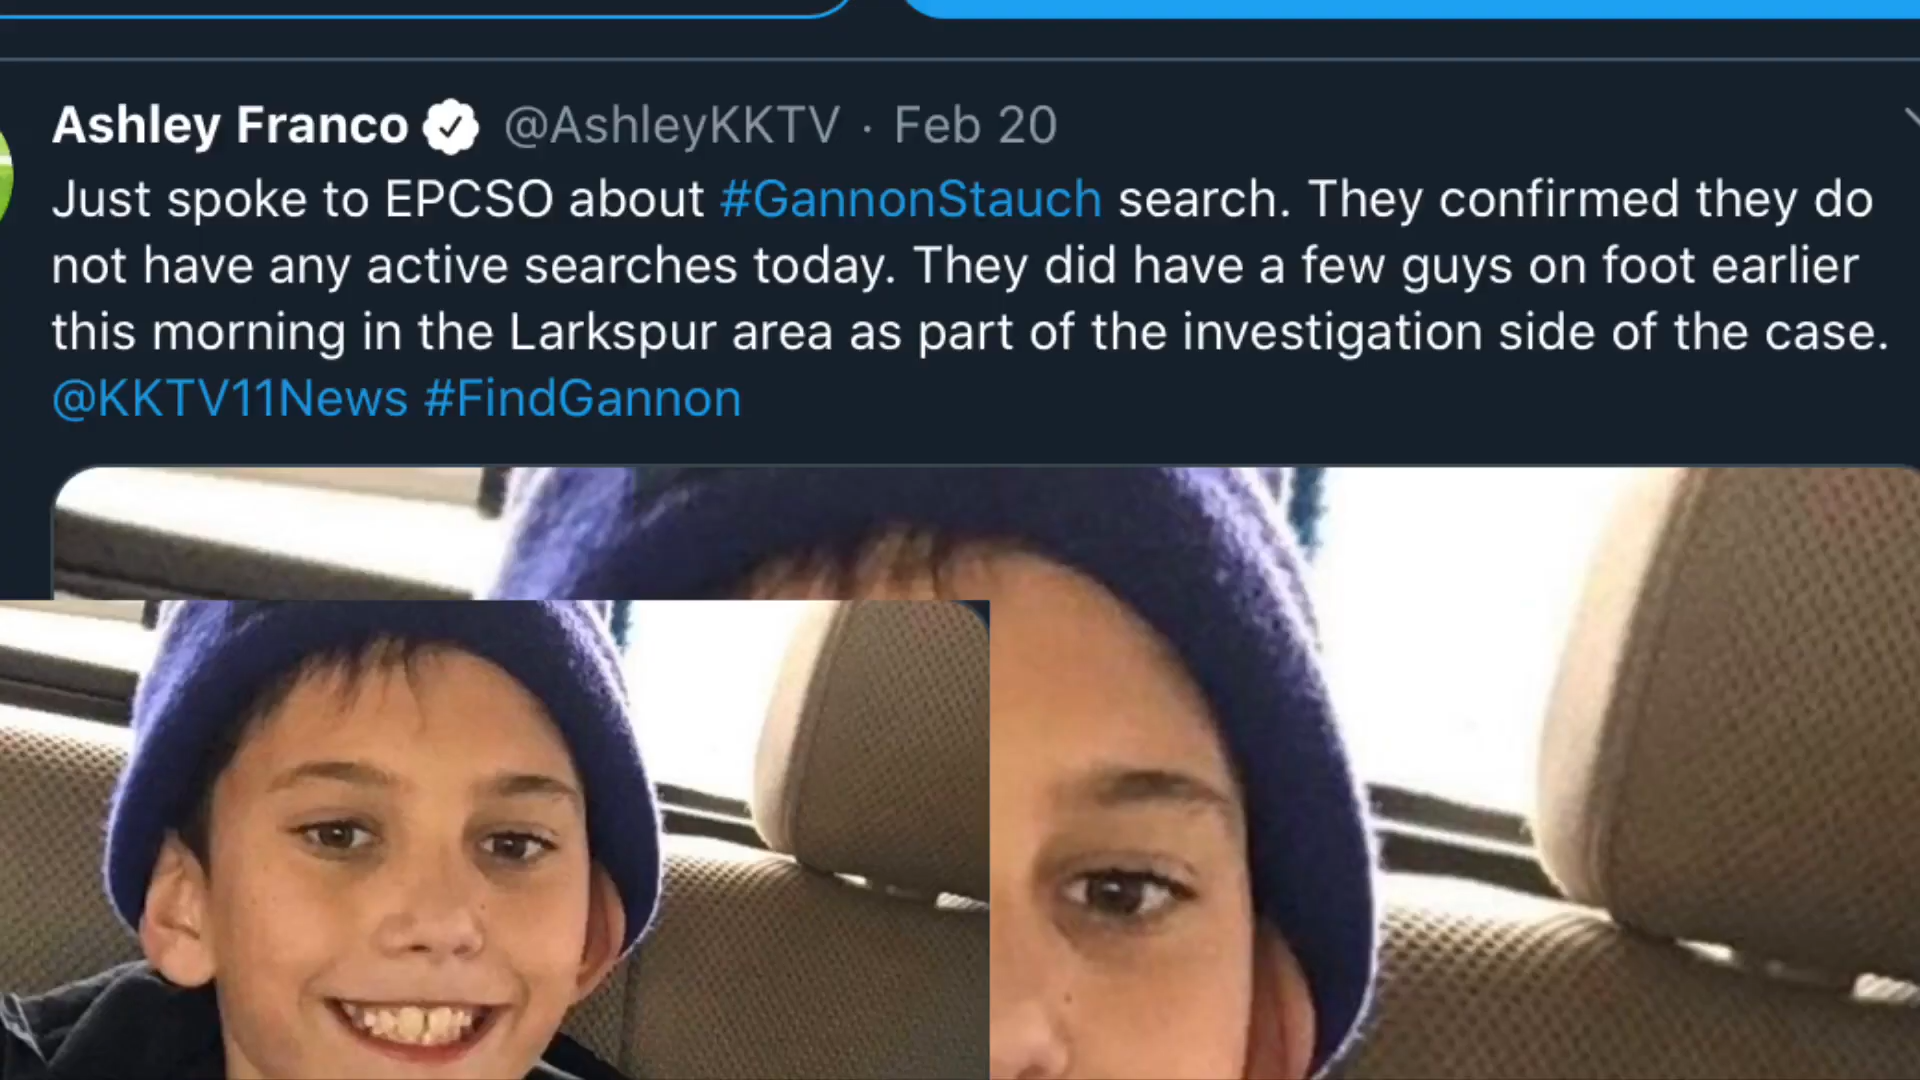 Ashley Franco @AshleyKKTV · Feb 20
Just spoke to EPCSO about #GannonStauch search. They confirmed they do
not have any active searches today. They did have a few guys on foot earlier
this morning in the Larkspur area as part of the investigation side of the case.
@KKTV11News #FindGannon